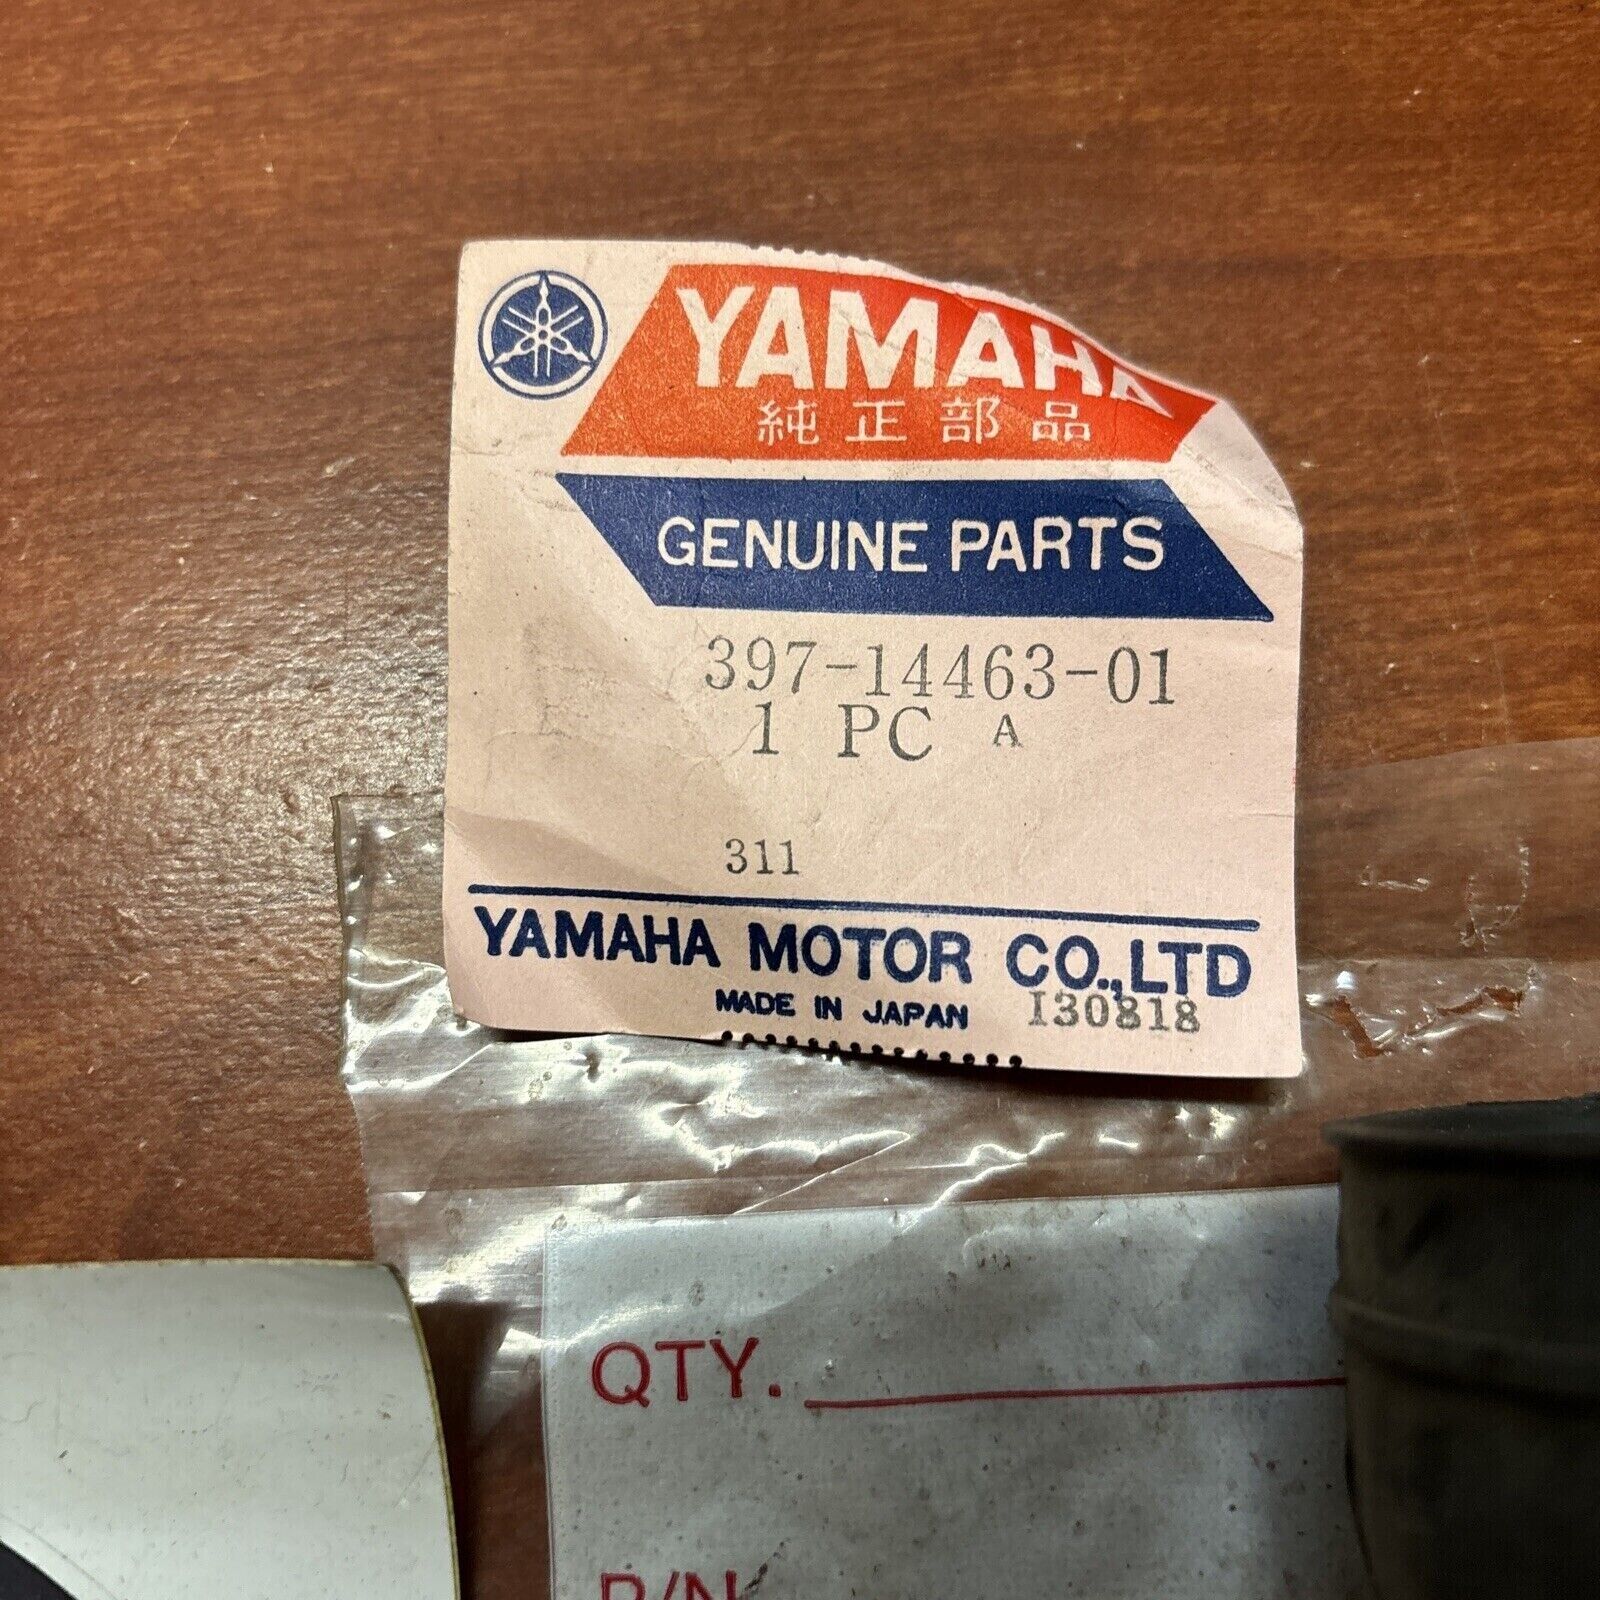 YAMAHA
純正部品
GENUINE PARTS
397-14463-01
1 PC A
311
YAMAHA MOTOR CO.,LTD
MADE IN JAPAN I30818
QTY.
P/N